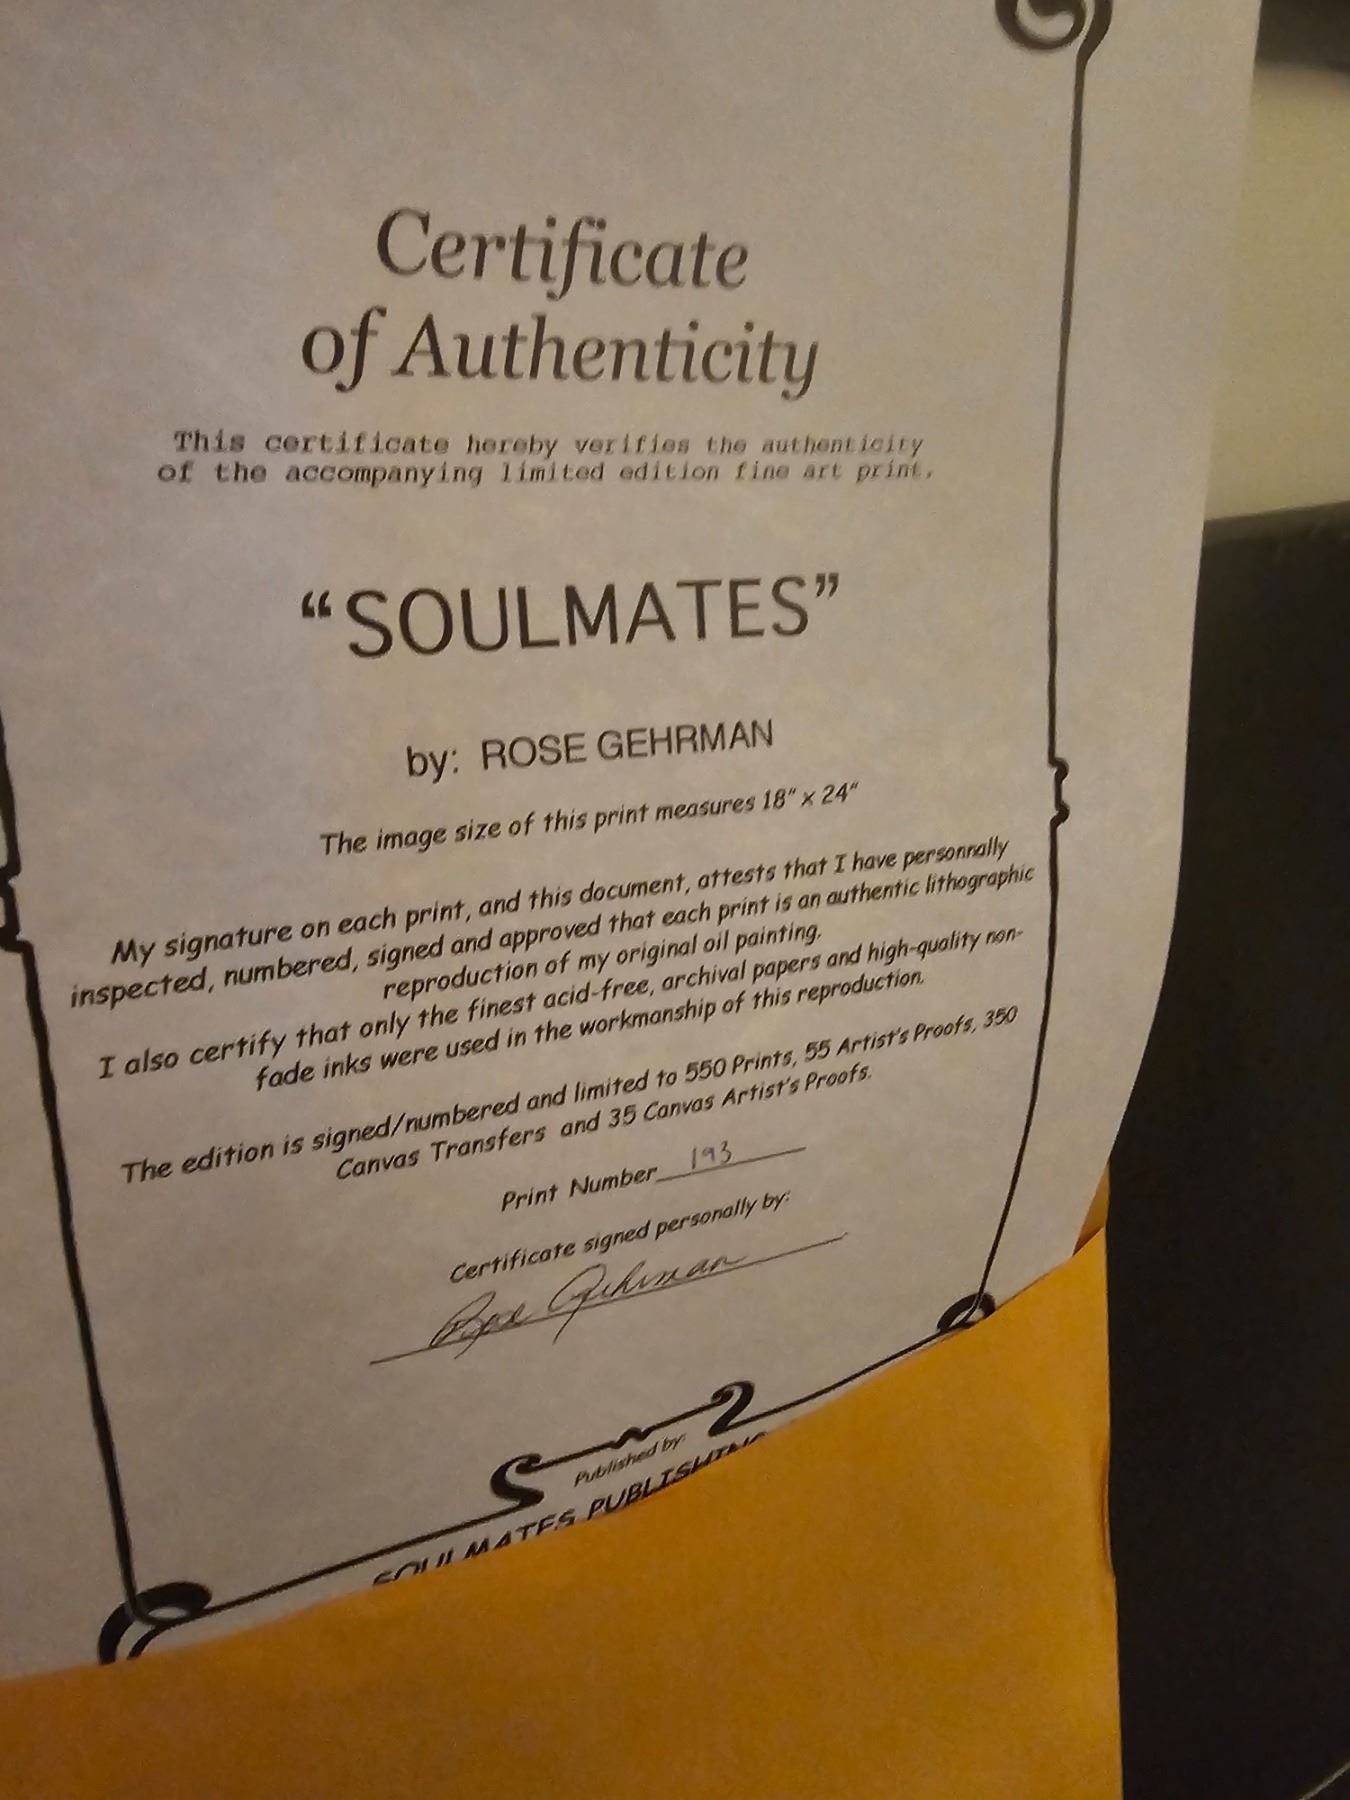 Certificate
of Authenticity
This certificate hereby verifies the authenticity
of the accompanying limited edition fine art print.
“SOULMATES”
by: ROSE GEHRMAN
The image size of this print measures 18" x 24"
My signature on each print, and this document, attests that I have personnally
inspected, numbered, signed and approved that each print is an authentic lithographic
reproduction of my original oil painting.
I also certify that only the finest acid-free, archival papers and high-quality non-
fade inks were used in the workmanship of this reproduction.
The edition is signed/numbered and limited to 550 Prints, 55 Artist's Proofs, 350
Canvas Transfers and 35 Canvas Artist's Proofs.
Print Number 193
Certificate signed personally by:
Rose Gehrman
Published by:
SOULMATES PUBLISHING